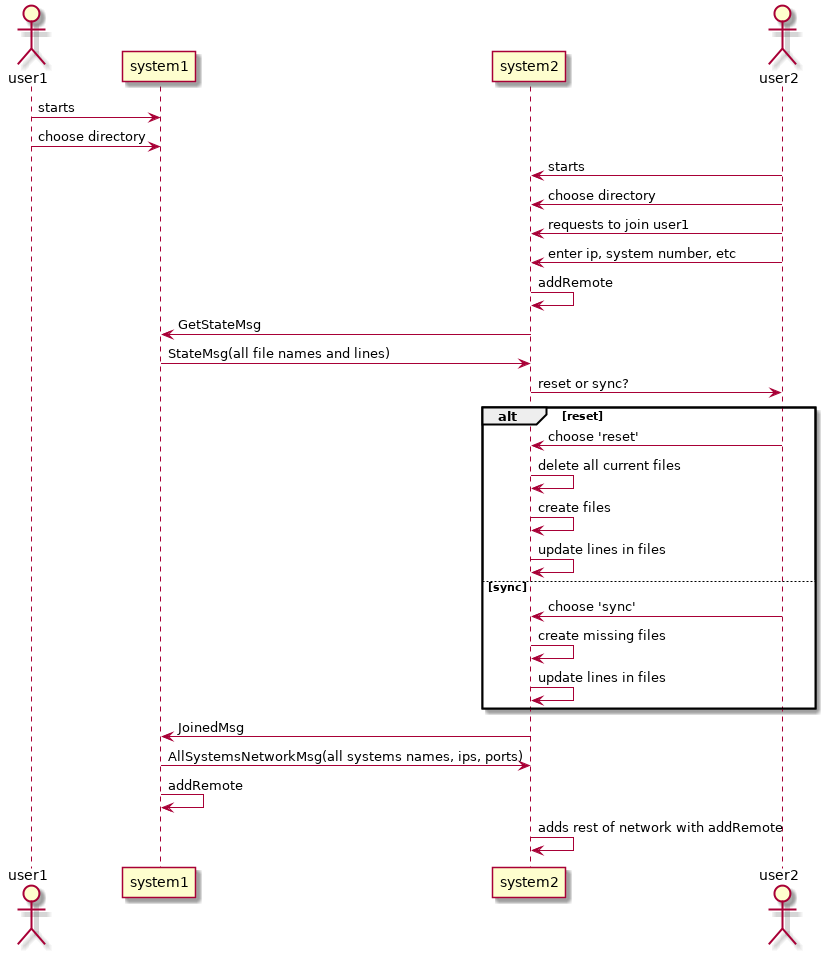 user1
user2
system1
system2
starts
choose directory
starts
choose directory
requests to join user1
enter ip, system number, etc
addRemote
GetStateMsg
StateMsg(all file names and lines)
reset or sync?
alt [reset]
choose 'reset'
delete all current files
create files
update lines in files
[sync]
choose 'sync'
create missing files
update lines in files
JoinedMsg
AllSystemsNetworkMsg(all systems names, ips, ports)
addRemote
adds rest of network with addRemote
user1
system1
system2
user2